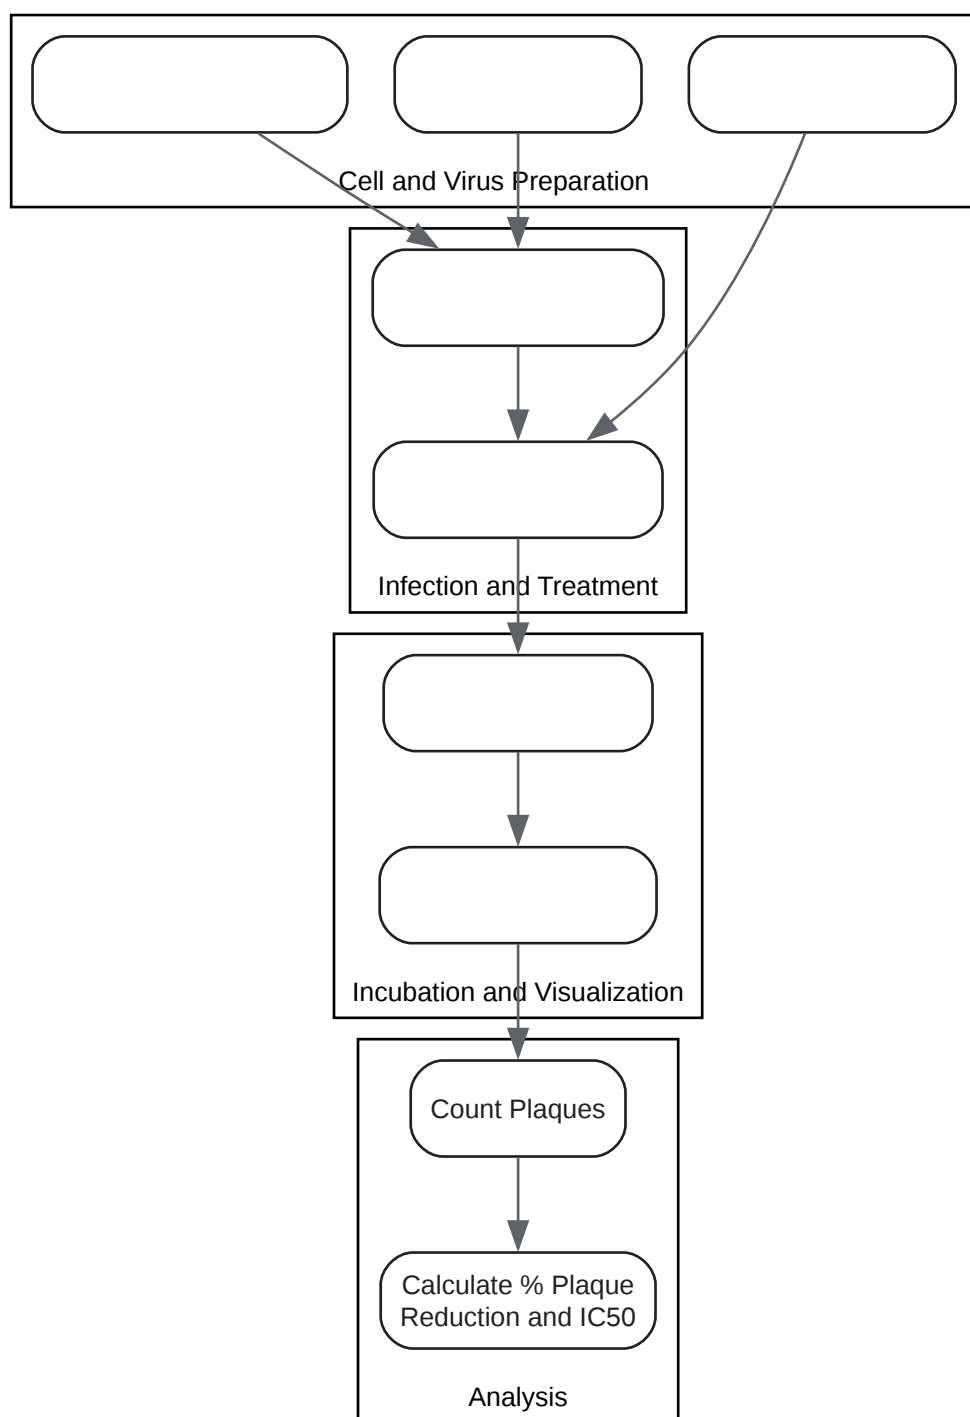 Cell and Virus Preparation
Infection and Treatment
Incubation and Visualization
Count Plaques
Calculate % Plaque
Reduction and IC50
Analysis